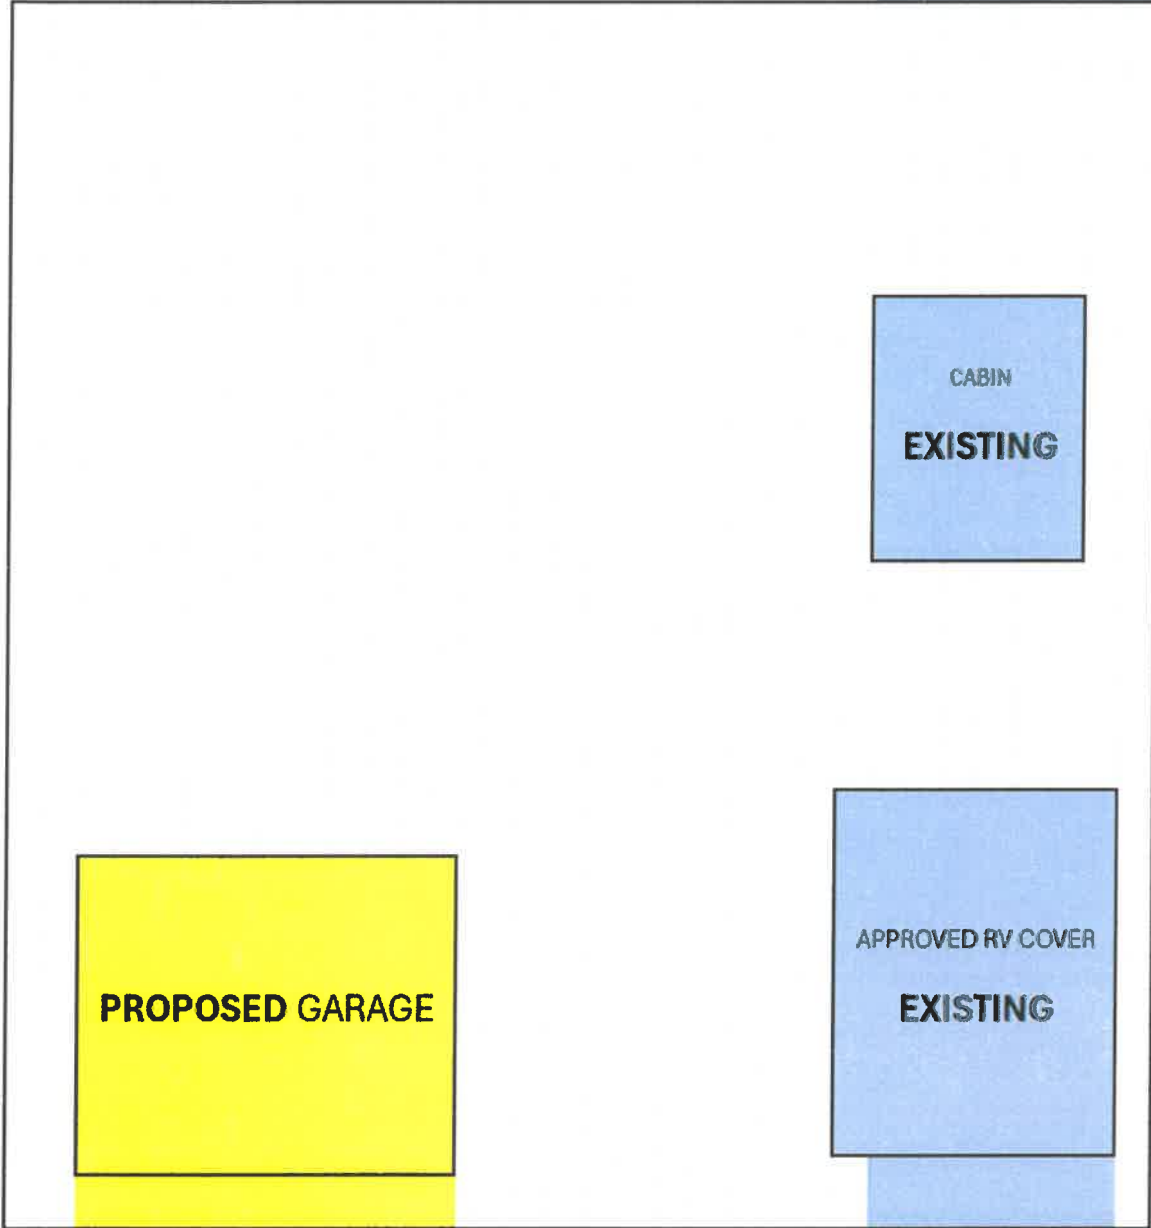 CABIN
EXISTING
APPROVED RV COVER
EXISTING
PROPOSED GARAGE